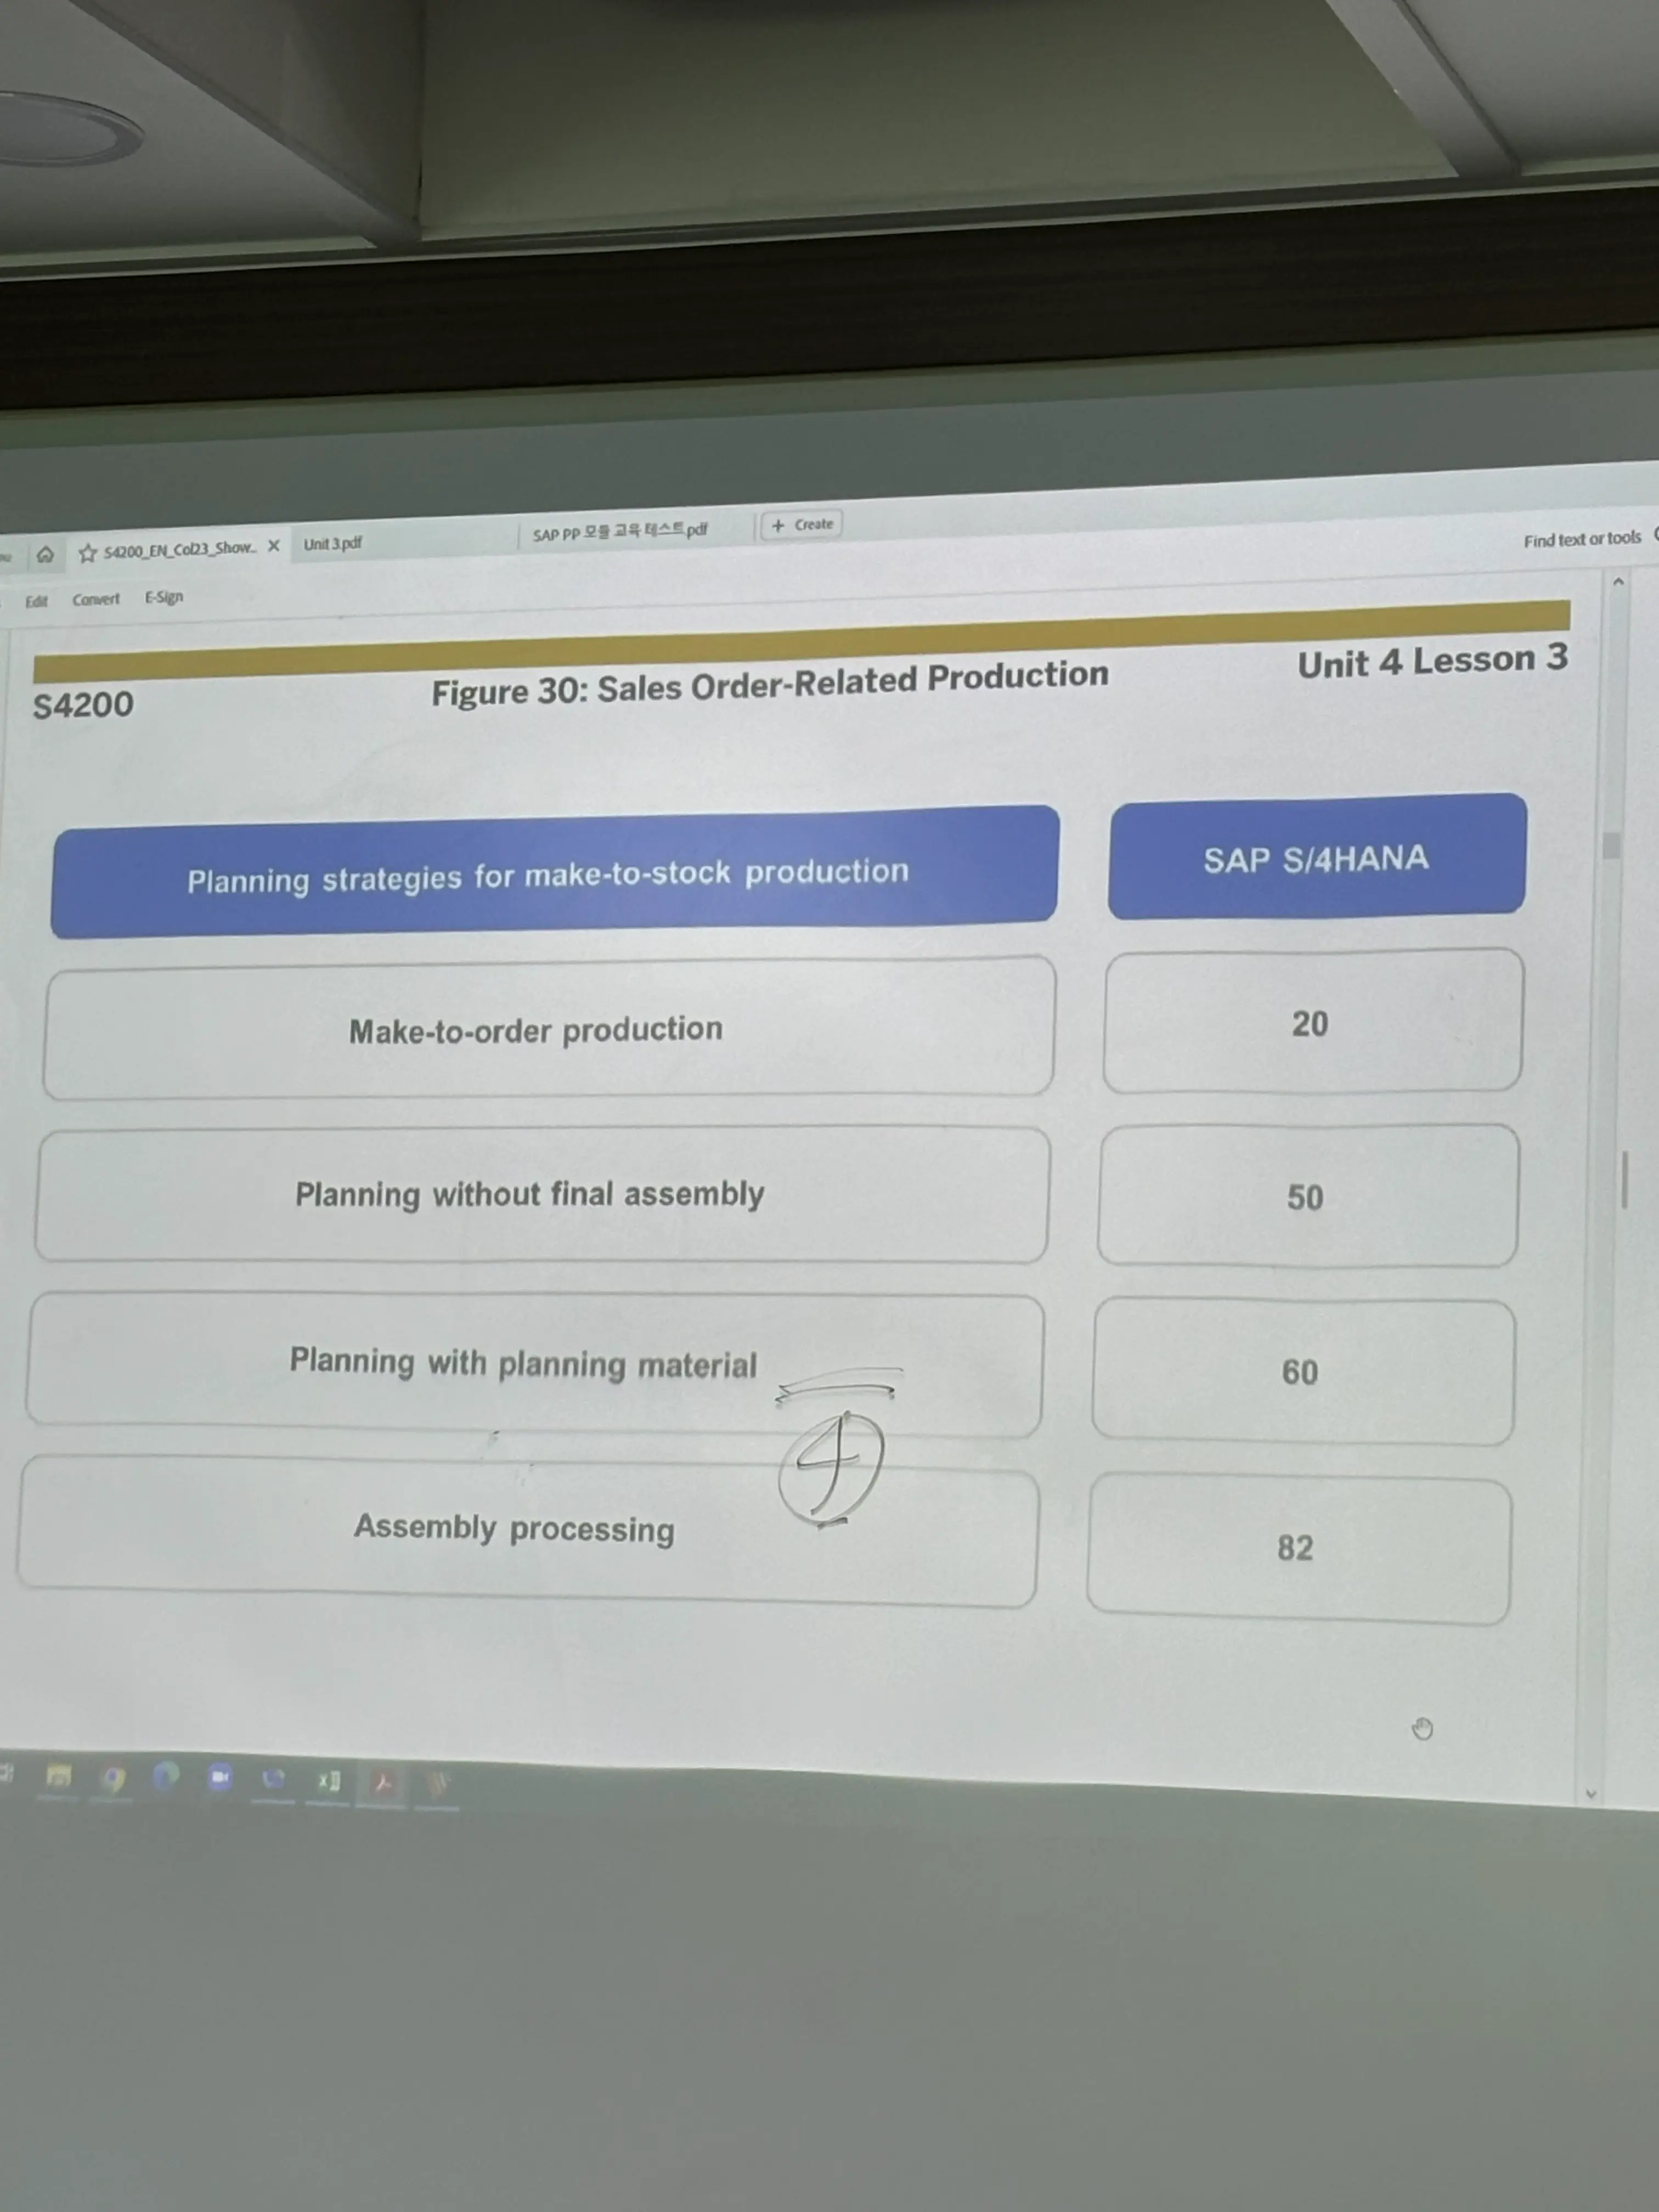 S4200_EN_Col23_Show... × Unit 3.pdf SAP PP 모듈 교육 테스트.pdf + Create
Find text or tools
Edit Convert E-Sign
S4200 Figure 30: Sales Order-Related Production Unit 4 Lesson 3
Planning strategies for make-to-stock production SAP S/4HANA
Make-to-order production 20
Planning without final assembly 50
Planning with planning material 60
4
Assembly processing 82